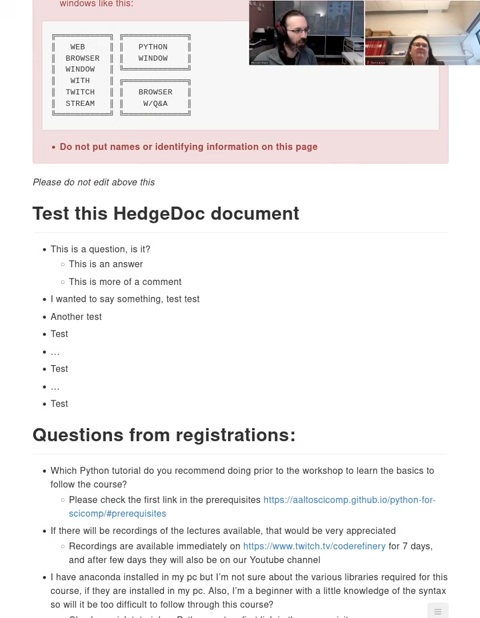 windows like this:
WEB
BROWSER
WINDOW
WITH
TWITCH
STREAM
PYTHON
WINDOW
BROWSER
W/Q&A
• Do not put names or identifying information on this page
Please do not edit above this
Test this HedgeDoc document
• This is a question, is it?
◦ This is an answer
◦ This is more of a comment
• I wanted to say something, test test
• Another test
• Test
• …
• Test
• …
• Test
Questions from registrations:
• Which Python tutorial do you recommend doing prior to the workshop to learn the basics to
follow the course?
◦ Please check the first link in the prerequisites https://aaltoscicomp.github.io/python-for-
scicomp/#prerequisites
• If there will be recordings of the lectures available, that would be very appreciated
◦ Recordings are available immediately on https://www.twitch.tv/coderefinery for 7 days,
and after few days they will also be on our Youtube channel
• I have anaconda installed in my pc but I'm not sure about the various libraries required for this
course, if they are installed in my pc. Also, I'm a beginner with a little knowledge of the syntax
so will it be too difficult to follow through this course?